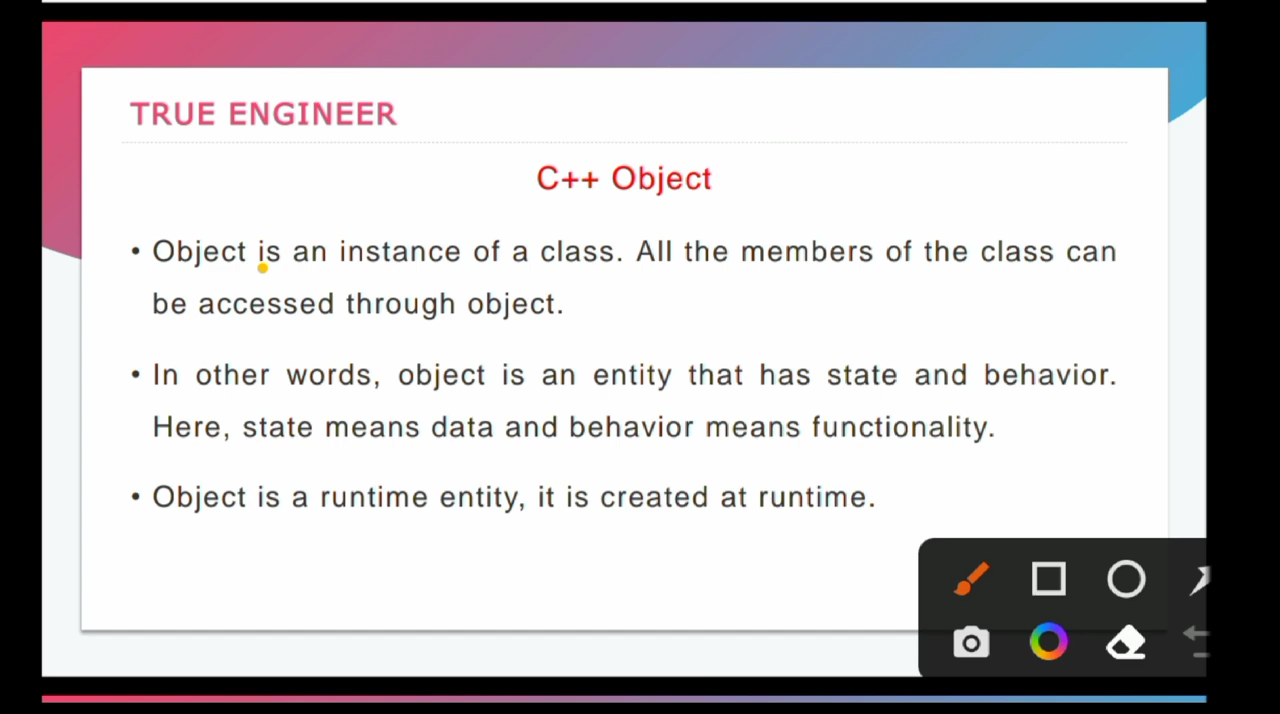 TRUE ENGINEER
C++ Object
• Object is an instance of a class. All the members of the class can
be accessed through object.
• In other words, object is an entity that has state and behavior.
Here, state means data and behavior means functionality.
• Object is a runtime entity, it is created at runtime.